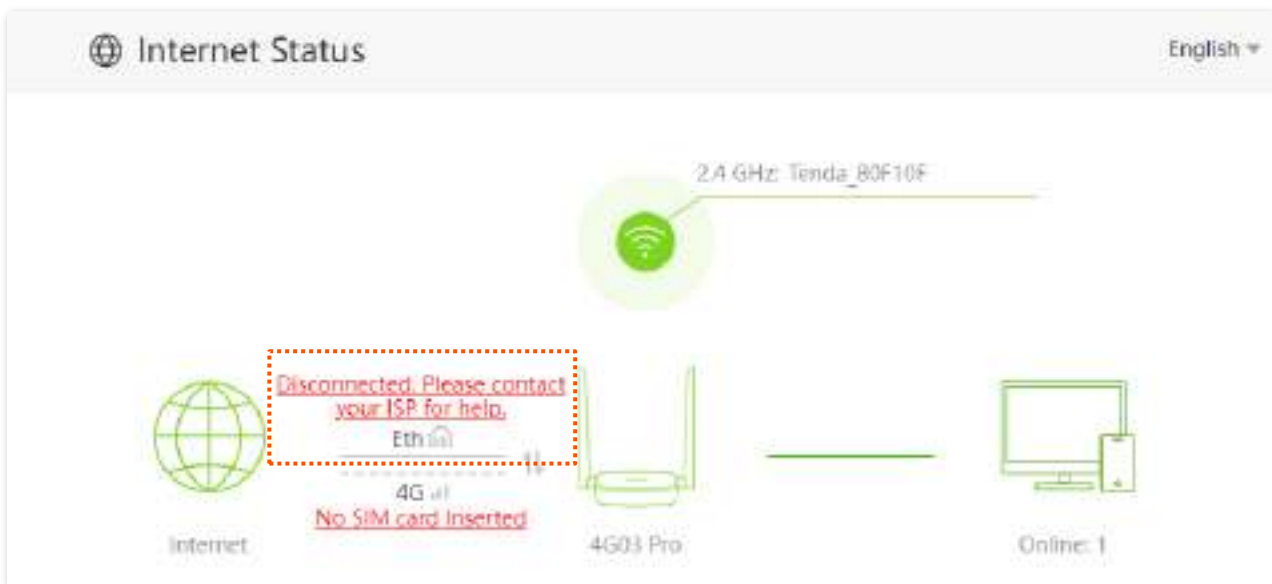 Internet Status
English
2.4 GHz: Tenda_80F10F
Disconnected. Please contact
your ISP for help.
Eth
4G
No SIM card Inserted
Internet
4G03 Pro
Online: 1